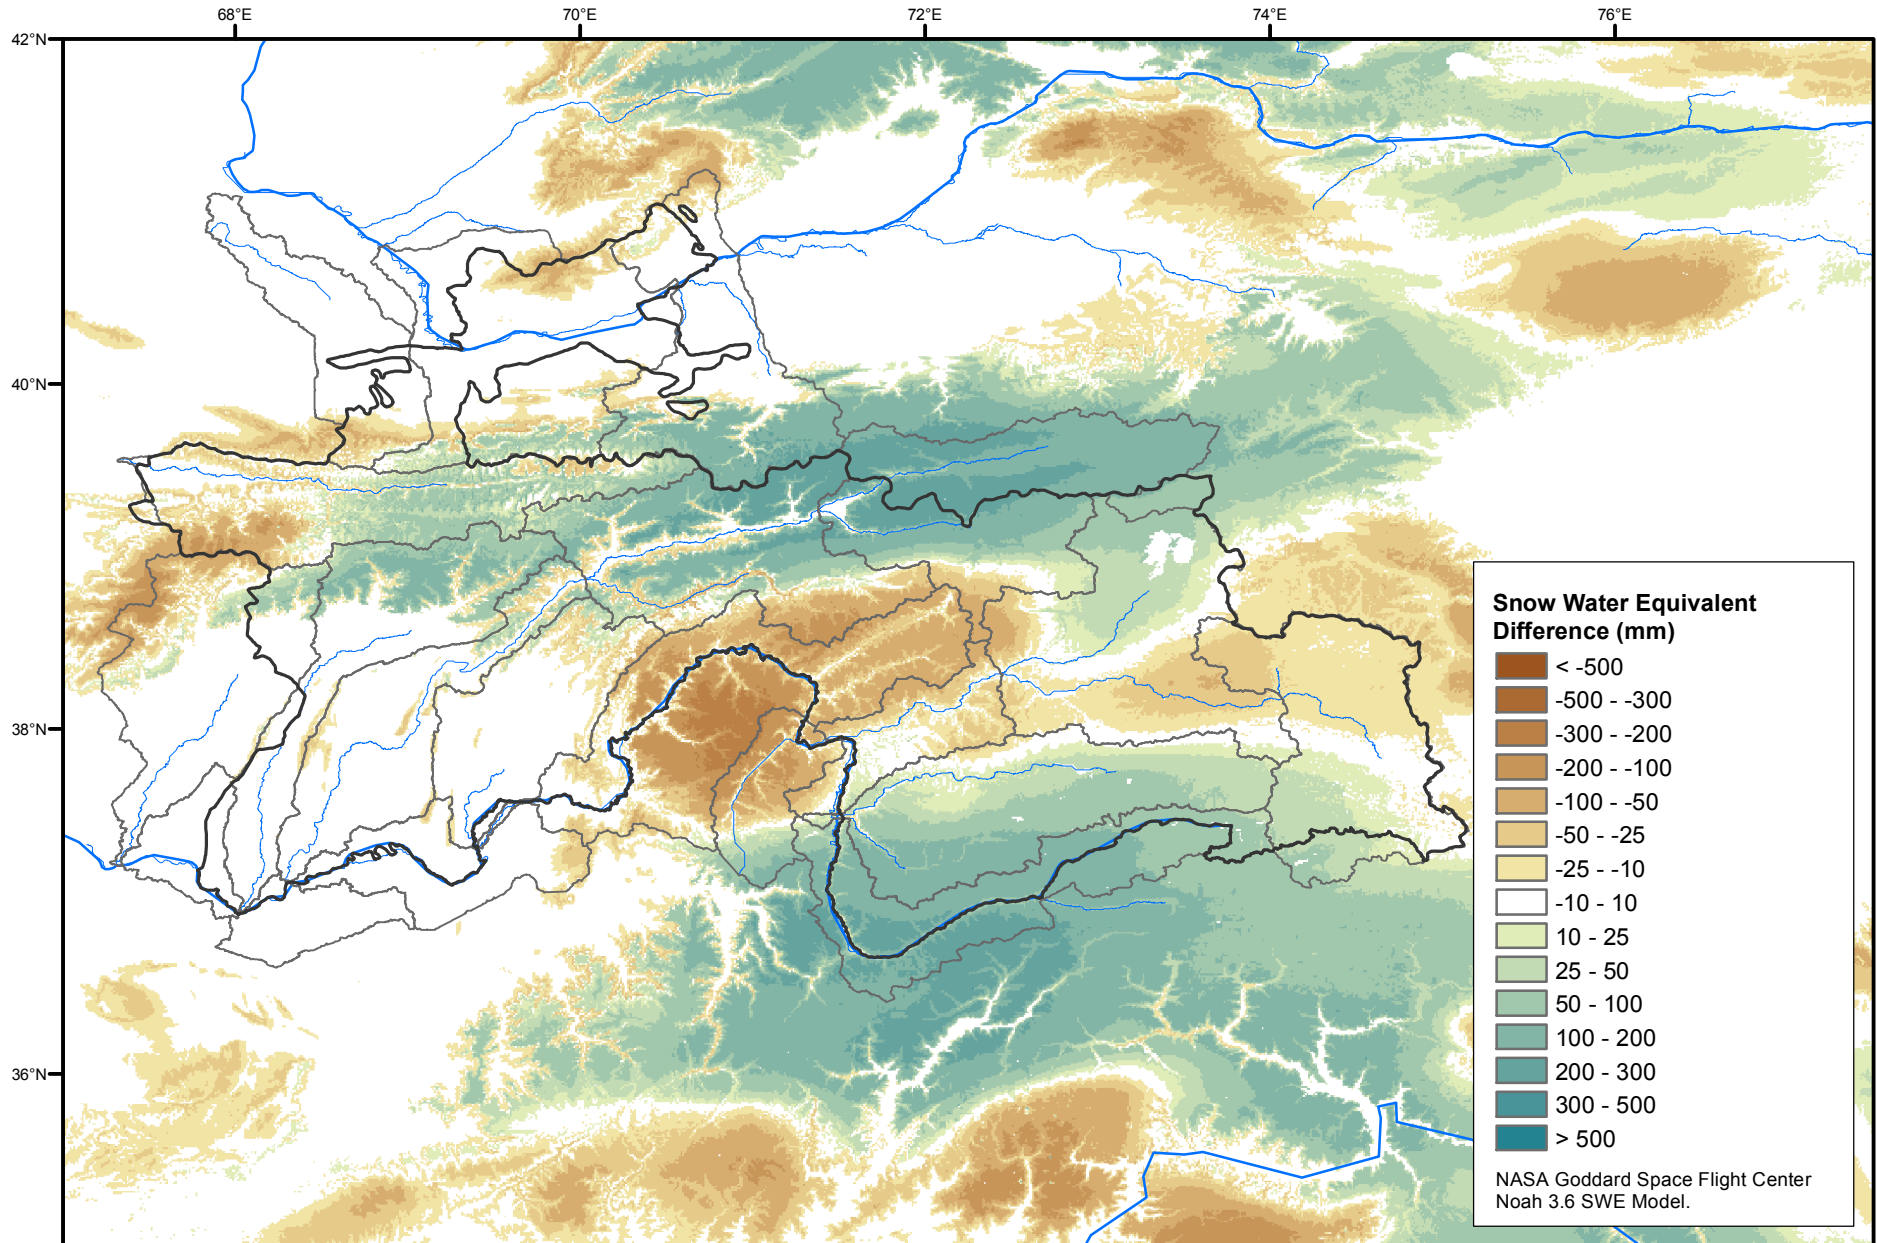 68°E 70°E 72°E 74°E 76°E
42°N
40°N
38°N
36°N
Snow Water Equivalent
Difference (mm)
< -500
-500 - -300
-300 - -200
-200 - -100
-100 - -50
-50 - -25
-25 - -10
-10 - 10
10 - 25
25 - 50
50 - 100
100 - 200
200 - 300
300 - 500
> 500
NASA Goddard Space Flight Center
Noah 3.6 SWE Model.